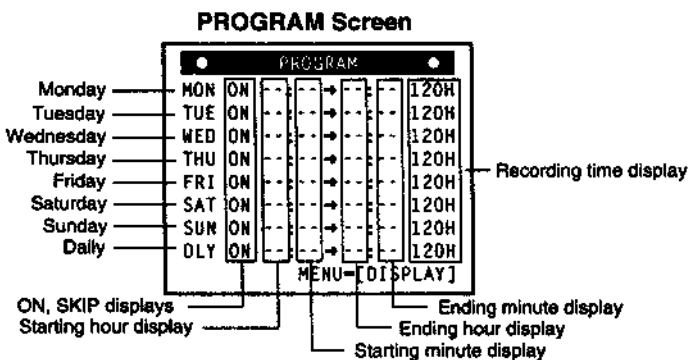 PROGRAM Screen
● PROGRAM ●
Monday MON ON --:-- → --:-- 120H
Tuesday TUE ON --:-- → --:-- 120H
Wednesday WED ON --:-- → --:-- 120H
Thursday THU ON --:-- → --:-- 120H
Recording time display
Friday FRI ON --:-- → --:-- 120H
Saturday SAT ON --:-- → --:-- 120H
Sunday SUN ON --:-- → --:-- 120H
Daily DLY ON --:-- → --:-- 120H
MENU=[DISPLAY]
ON, SKIP displays
Ending minute display
Starting hour display
Ending hour display
Starting minute display